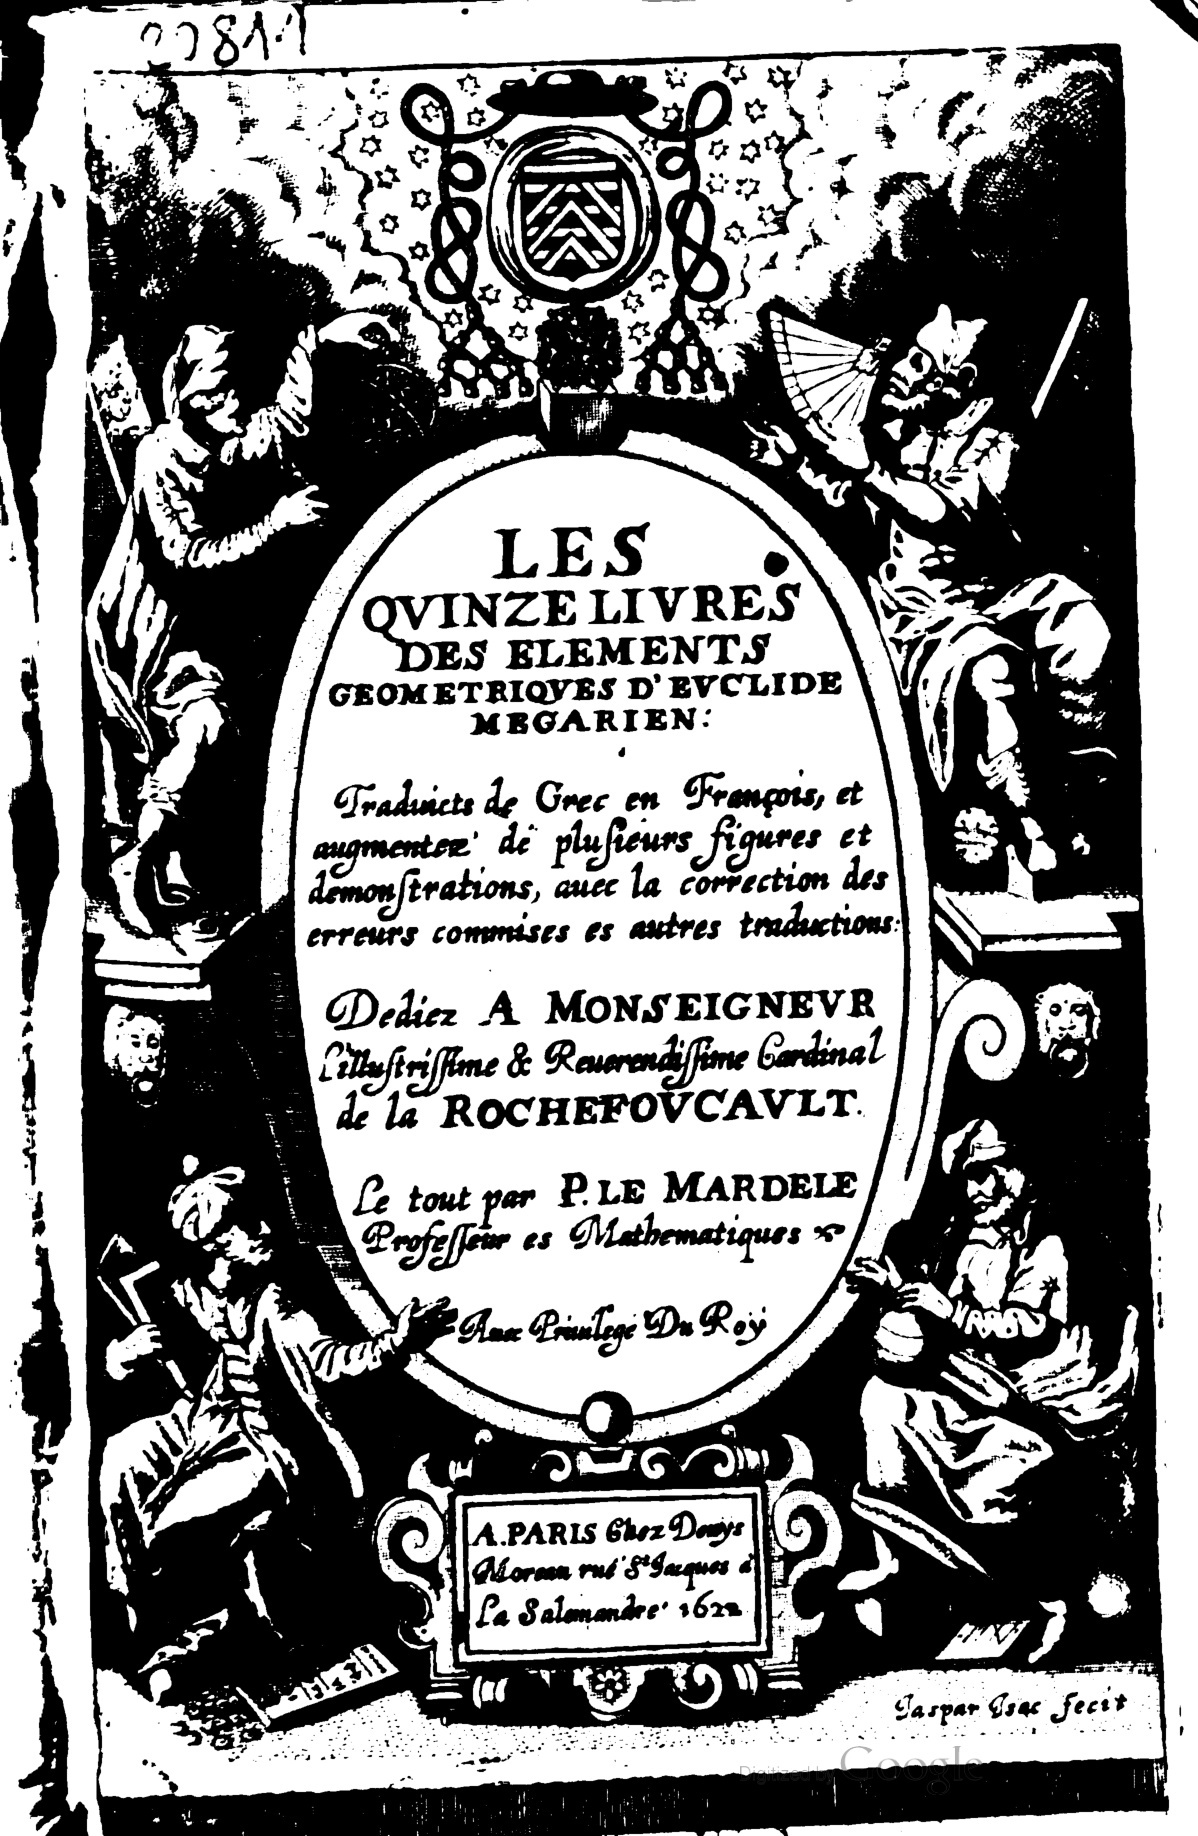 LES
QVINZE LIVRES
DES ELEMENTS
GEOMETRIQVES D'EVCLIDE
MEGARIEN:
Traduicts de Grec en François, et
augmentez de pluſieurs figures et
demonſtrations, auec la correction des
erreurs commises es autres traductions:
Dediez A MONSEIGNEVR
L'illuſtriſſime & Reuerendiſſime Cardinal
de la ROCHEFOVCAVLT.
Le tout par P. LE MARDELE
Profeſſeur es Mathematiques
Auec Priuilege Du Roÿ
A. PARIS Chez Denys
Moreau rue St Jacques à
La Salemandre 1622
Jaspar Isac fecit
Digitized by Google